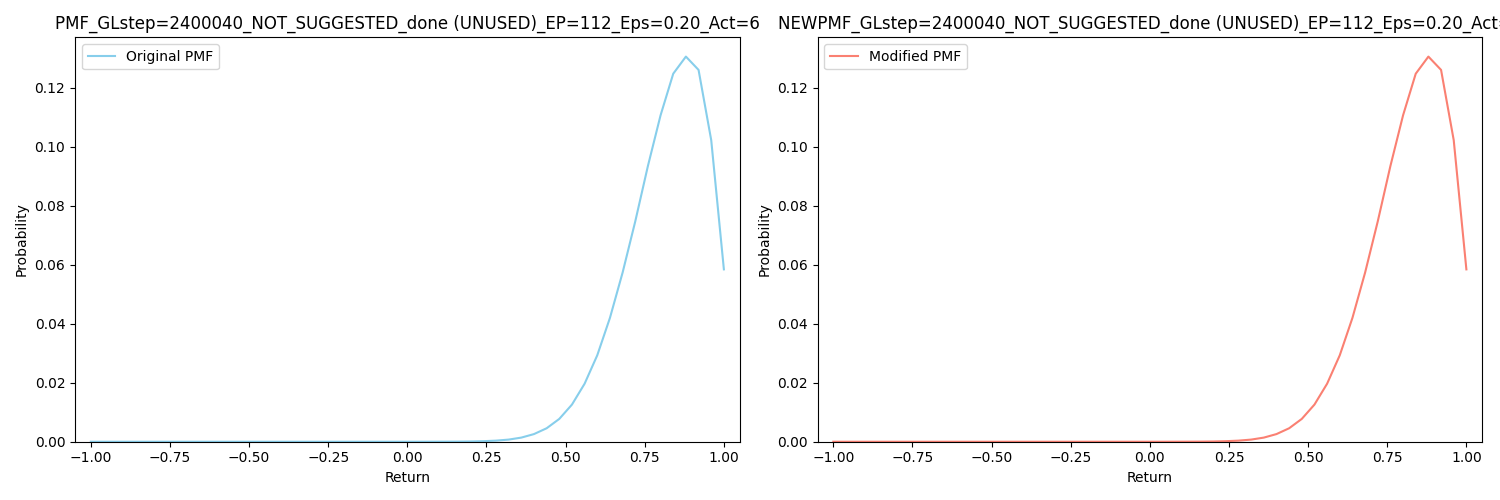 PMF_GLstep=2400040_NOT_SUGGESTED_done (UNUSED)_EP=112_Eps=0.20_Act=6
Original PMF
0.12
0.10
0.08
0.06
0.04
0.02
0.00
Probability
−1.00 −0.75 −0.50 −0.25 0.00 0.25 0.50 0.75 1.00
Return
NEWPMF_GLstep=2400040_NOT_SUGGESTED_done (UNUSED)_EP=112_Eps=0.20_Act=
Modified PMF
0.12
0.10
0.08
0.06
0.04
0.02
0.00
Probability
−1.00 −0.75 −0.50 −0.25 0.00 0.25 0.50 0.75 1.00
Return